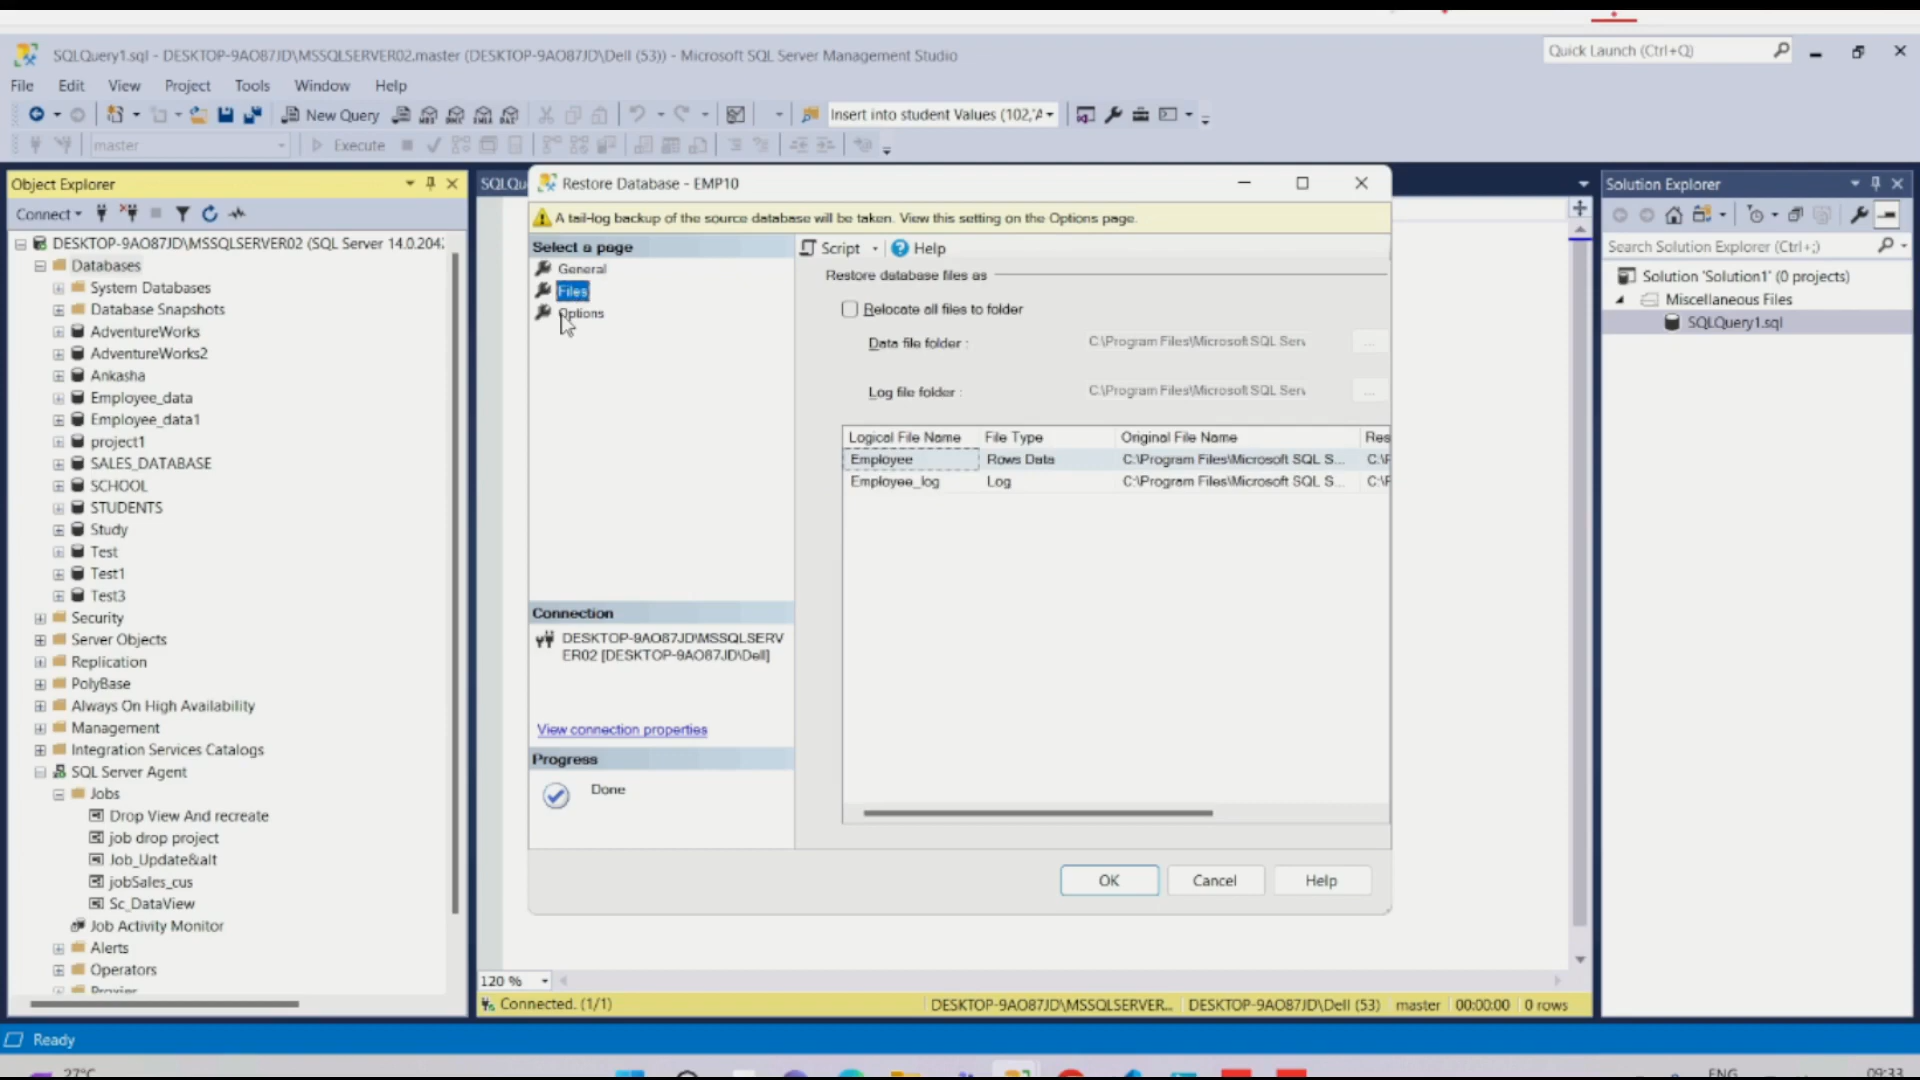 SQLQuery1.sql - DESKTOP-9AO87JD\MSSQLSERVER02.master (DESKTOP-9AO87JD\Dell (53)) - Microsoft SQL Server Management Studio
Quick Launch (Ctrl+Q)
File Edit View Project Tools Window Help
New Query
Insert into student Values (102,'A
master
Execute
Object Explorer
Connect
DESKTOP-9AO87JD\MSSQLSERVER02 (SQL Server 14.0.204
Databases
System Databases
Database Snapshots
AdventureWorks
AdventureWorks2
Ankasha
Employee_data
Employee_data1
project1
SALES_DATABASE
SCHOOL
STUDENTS
Study
Test
Test1
Test3
Security
Server Objects
Replication
PolyBase
Always On High Availability
Management
Integration Services Catalogs
SQL Server Agent
Jobs
Drop View And recreate
job drop project
Job_Update&alt
jobSales_cus
Sc_DataView
Job Activity Monitor
Alerts
Operators
SQLQu
Restore Database - EMP10
A tail-log backup of the source database will be taken. View this setting on the Options page.
Select a page
General
Files
Options
Script
Help
Restore database files as
Relocate all files to folder
Data file folder : C:\Program Files\Microsoft SQL Serv ...
Log file folder : C:\Program Files\Microsoft SQL Serv ...
Logical File Name File Type Original File Name Res
Employee Rows Data C:\Program Files\Microsoft SQL S... C:\P
Employee_log Log C:\Program Files\Microsoft SQL S... C:\P
Connection
DESKTOP-9AO87JD\MSSQLSERV
ER02 [DESKTOP-9AO87JD\Dell]
View connection properties
Progress
Done
OK
Cancel
Help
120 %
Connected. (1/1)
DESKTOP-9AO87JD\MSSQLSERVER... DESKTOP-9AO87JD\Dell (53) master 00:00:00 0 rows
Solution Explorer
Search Solution Explorer (Ctrl+;)
Solution 'Solution1' (0 projects)
Miscellaneous Files
SQLQuery1.sql
Ready
27°C
ENG
09:33